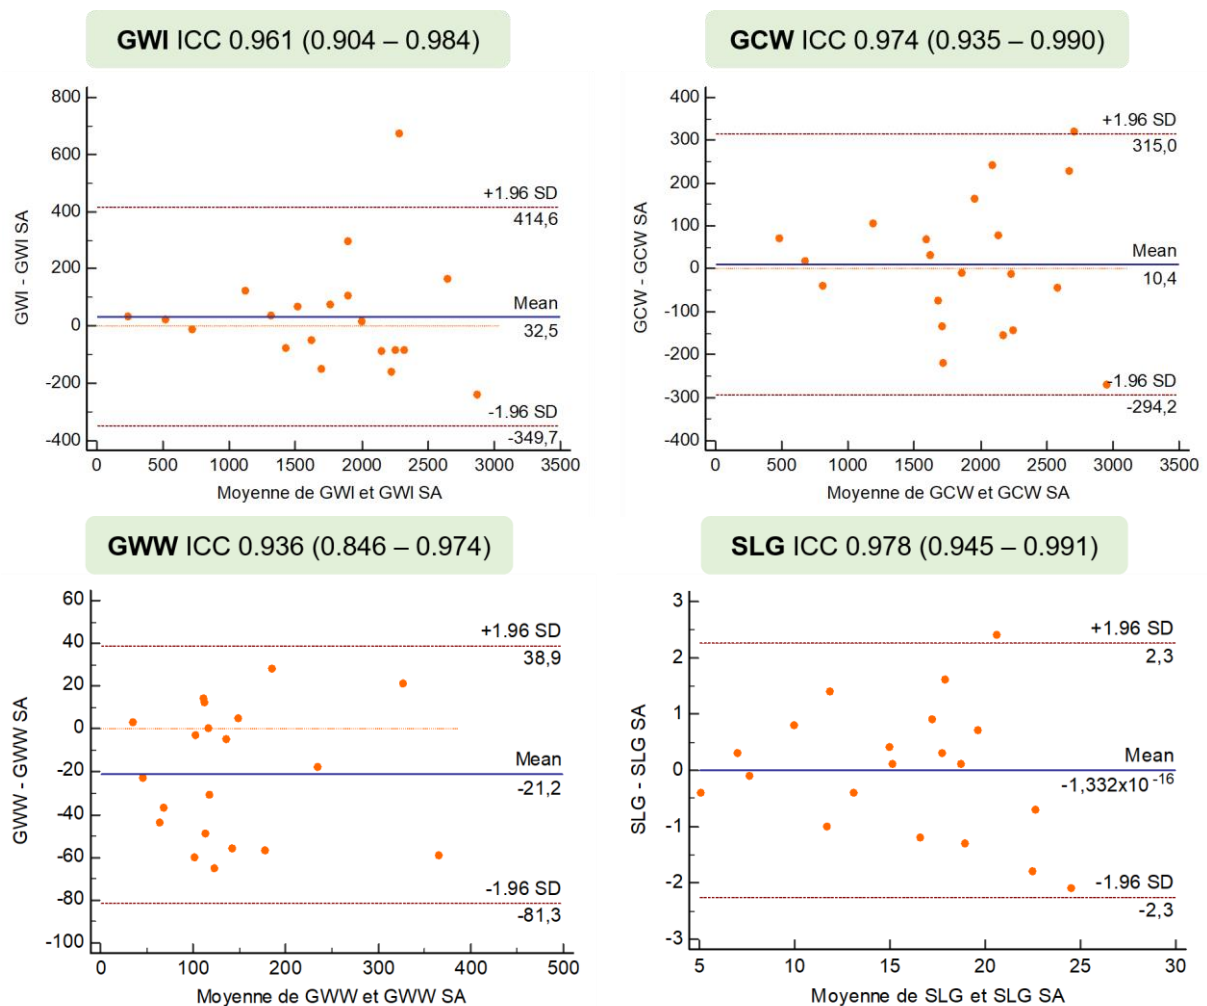 GWI ICC 0.961 (0.904 – 0.984)
800
600
400
200
0
-200
-400
GWI - GWI SA
+1.96 SD
414,6
Mean
32,5
-1.96 SD
-349,7
0 500 1000 1500 2000 2500 3000 3500
Moyenne de GWI et GWI SA
GCW ICC 0.974 (0.935 – 0.990)
400
300
200
100
0
-100
-200
-300
-400
GCW - GCW SA
+1.96 SD
315,0
Mean
10,4
-1.96 SD
-294,2
0 500 1000 1500 2000 2500 3000 3500
Moyenne de GCW et GCW SA
GWW ICC 0.936 (0.846 – 0.974)
60
40
20
0
-20
-40
-60
-80
-100
GWW - GWW SA
+1.96 SD
38,9
Mean
-21,2
-1.96 SD
-81,3
0 100 200 300 400 500
Moyenne de GWW et GWW SA
SLG ICC 0.978 (0.945 – 0.991)
3
2
1
0
-1
-2
-3
SLG - SLG SA
+1.96 SD
2,3
Mean
-1,332x10⁻¹⁶
-1.96 SD
-2,3
5 10 15 20 25 30
Moyenne de SLG et SLG SA